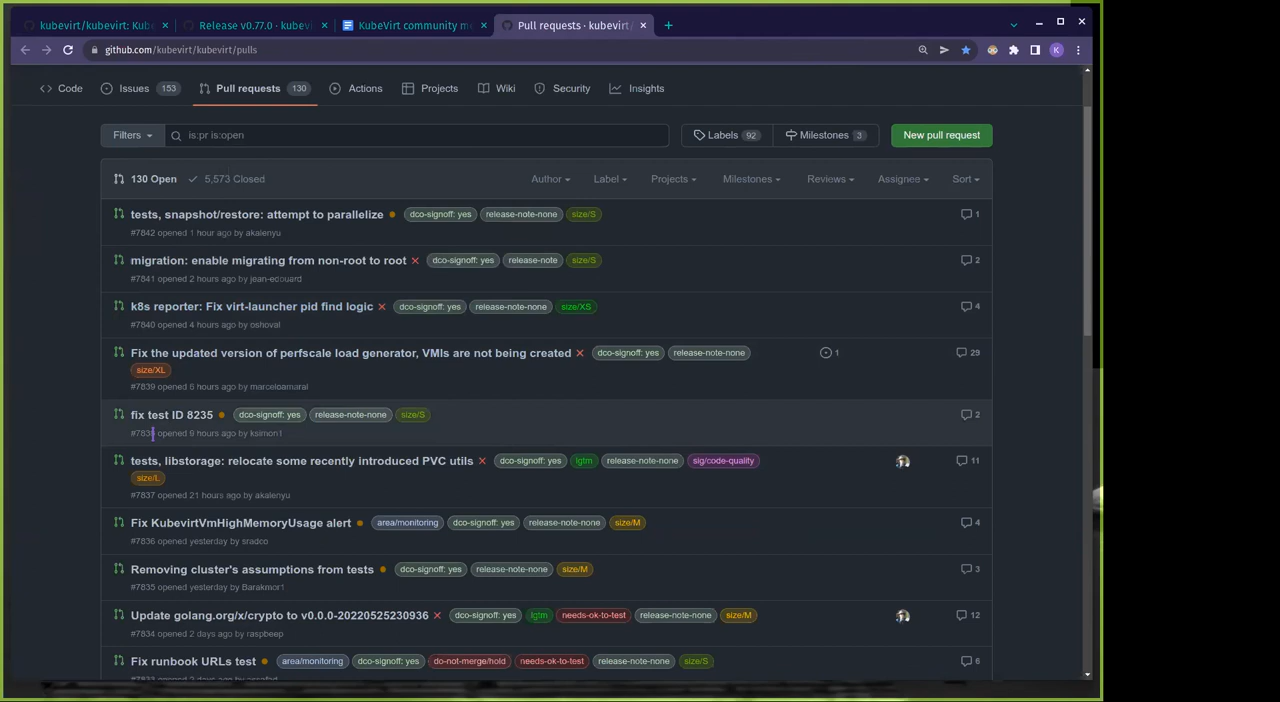 kubevirt/kubevirt: Kub
Release v0.77.0 · kubevi
KubeVirt community me
Pull requests · kubevirt/
github.com/kubevirt/kubevirt/pulls
K
Code
Issues 153
Pull requests 130
Actions
Projects
Wiki
Security
Insights
Filters
is:pr is:open
Labels 92
Milestones 3
New pull request
130 Open
5,573 Closed
Author
Label
Projects
Milestones
Reviews
Assignee
Sort
tests, snapshot/restore: attempt to parallelize dco-signoff: yes release-note-none size/S 1
#7842 opened 1 hour ago by akalenyu
migration: enable migrating from non-root to root dco-signoff: yes release-note size/S 2
#7841 opened 2 hours ago by jean-edouard
k8s reporter: Fix virt-launcher pid find logic dco-signoff: yes release-note-none size/XS 4
#7840 opened 4 hours ago by oshoval
Fix the updated version of perfscale load generator, VMIs are not being created dco-signoff: yes release-note-none 1 29
size/XL
#7839 opened 8 hours ago by marceloamaral
fix test ID 8235 dco-signoff: yes release-note-none size/S 2
opened 9 hours ago by ksimon1
tests, libstorage: relocate some recently introduced PVC utils dco-signoff: yes lgtm release-note-none sig/code-quality 11
size/L
#7837 opened 21 hours ago by akalenyu
Fix KubevirtVmHighMemoryUsage alert area/monitoring dco-signoff: yes release-note-none size/M 4
#7836 opened yesterday by sradco
Removing cluster's assumptions from tests dco-signoff: yes release-note-none size/M 3
#7835 opened yesterday by Barakmor1
Update golang.org/x/crypto to v0.0.0-20220525230936 dco-signoff: yes lgtm needs-ok-to-test release-note-none size/M 12
#7834 opened 2 days ago by raspbeep
Fix runbook URLs test area/monitoring dco-signoff: yes do-not-merge/hold needs-ok-to-test release-note-none size/S 6